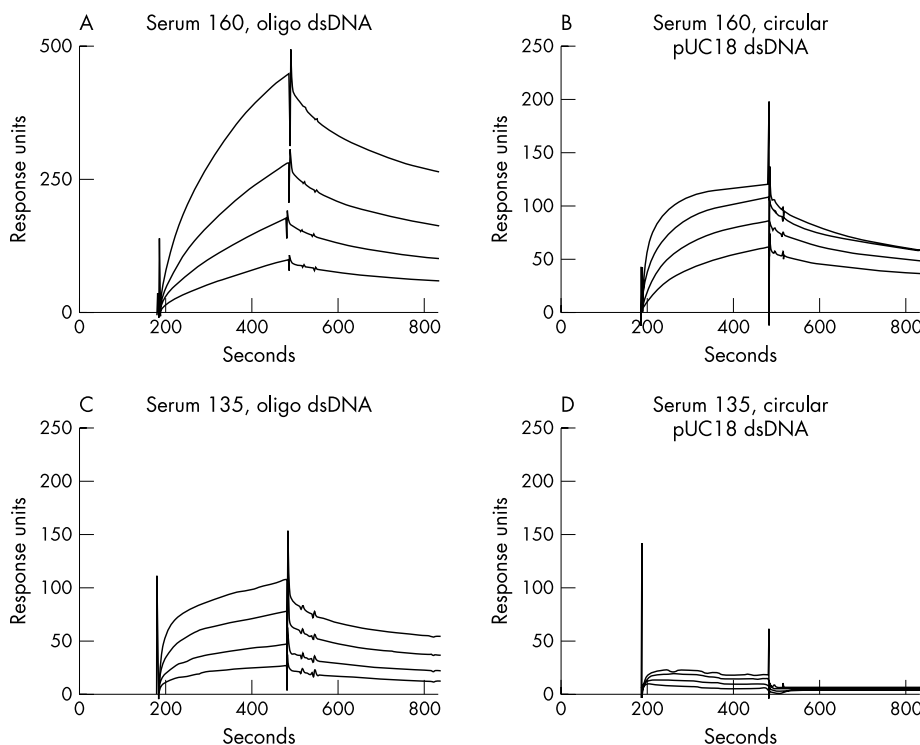 A
Serum 160, oligo dsDNA
500
250
0
Response units
0
200
400
600
800
Seconds
B
Serum 160, circular
pUC18 dsDNA
250
200
150
100
50
0
Response units
0
200
400
600
800
Seconds
C
Serum 135, oligo dsDNA
250
200
150
100
50
0
Response units
0
200
400
600
800
Seconds
D
Serum 135, circular
pUC18 dsDNA
250
200
150
100
50
0
Response units
0
200
400
600
800
Seconds